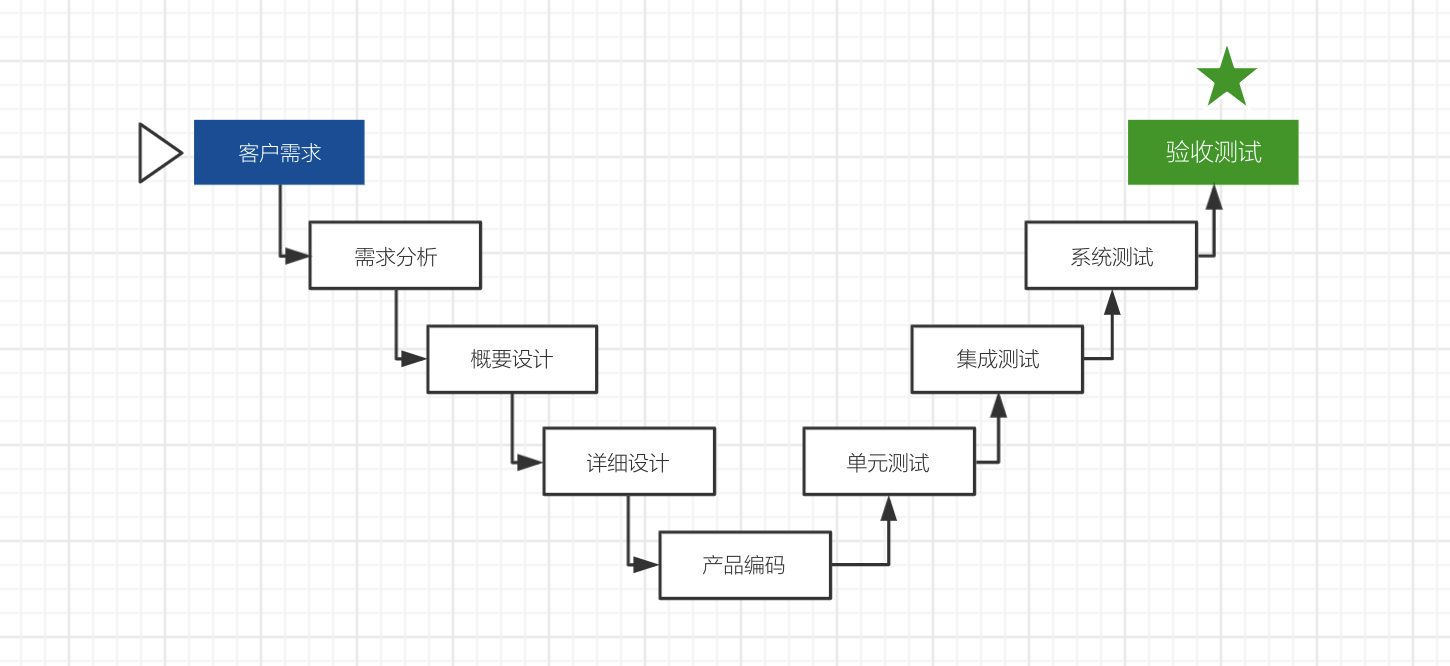 客户需求
验收测试
需求分析
系统测试
概要设计
集成测试
详细设计
单元测试
产品编码